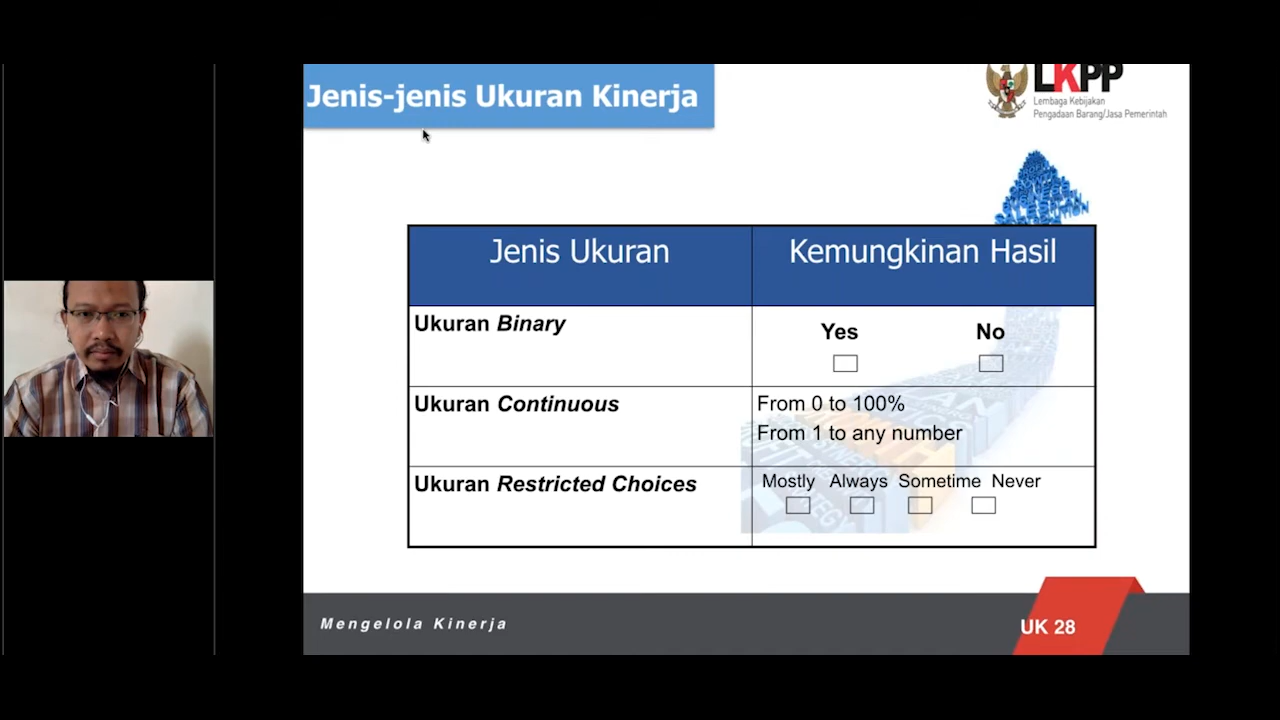 Jenis-jenis Ukuran Kinerja
LKPP
Lembaga Kebijakan
Pengadaan Barang/Jasa Pemerintah
Jenis Ukuran
Kemungkinan Hasil
Ukuran Binary
Yes No
Ukuran Continuous
From 0 to 100%
From 1 to any number
Ukuran Restricted Choices
Mostly Always Sometime Never
Mengelola Kinerja
UK 28